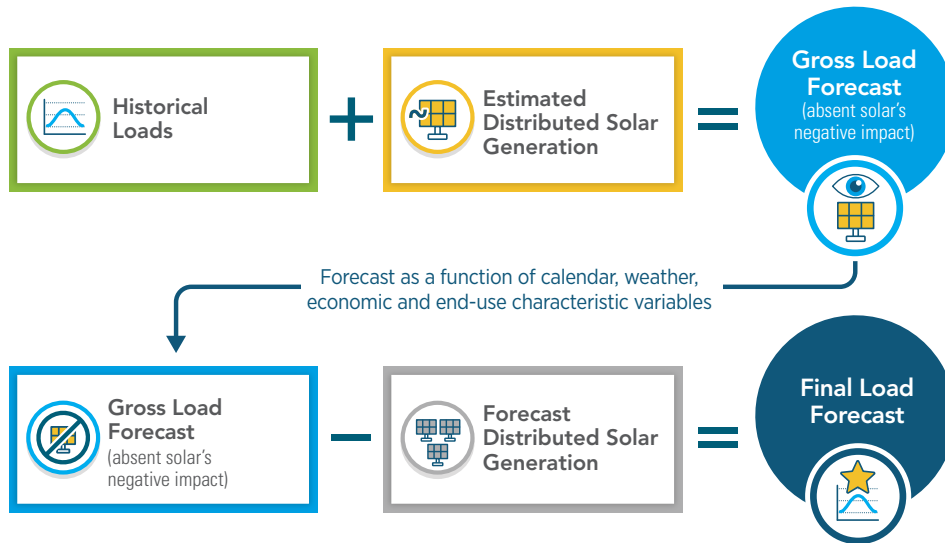 Historical
Loads
Estimated
Distributed Solar
Generation
Gross Load
Forecast
(absent solar's
negative impact)
Forecast as a function of calendar, weather,
economic and end-use characteristic variables
Gross Load
Forecast
(absent solar's
negative impact)
Forecast
Distributed Solar
Generation
Final Load
Forecast